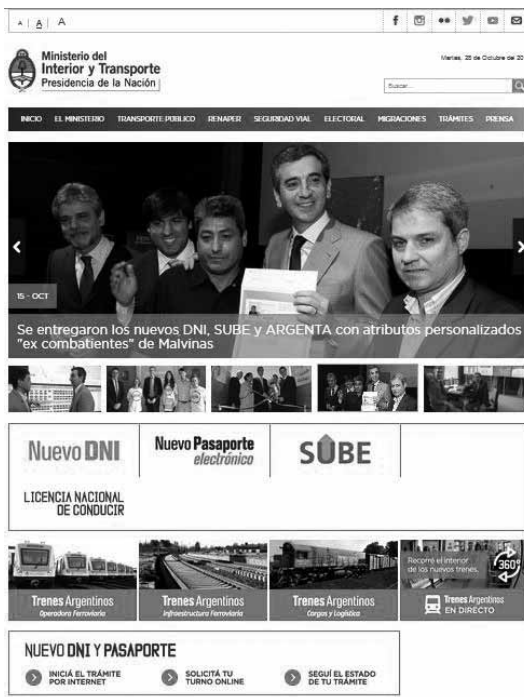 A A A
Ministerio del
Interior y Transporte
Presidencia de la Nación
Martes, 28 de Octubre del 20
Buscar...
INICIO EL MINISTERIO TRANSPORTE PÚBLICO RENAPER SEGURIDAD VIAL ELECTORAL MIGRACIONES TRÁMITES PRENSA
15 - OCT
Se entregaron los nuevos DNI, SUBE y ARGENTA con atributos personalizados
"ex combatientes" de Malvinas
Nuevo DNI
Nuevo Pasaporte
electrónico
SUBE
LICENCIA NACIONAL
DE CONDUCIR
Trenes Argentinos
Operadora Ferroviaria
Trenes Argentinos
Infraestructura Ferroviaria
Trenes Argentinos
Cargas y Logística
Recorré el interior
de los nuevos trenes.
360°
Trenes Argentinos
EN DIRECTO
NUEVO DNI Y PASAPORTE
INICIÁ EL TRÁMITE
POR INTERNET
SOLICITÁ TU
TURNO ONLINE
SEGUÍ EL ESTADO
DE TU TRÁMITE